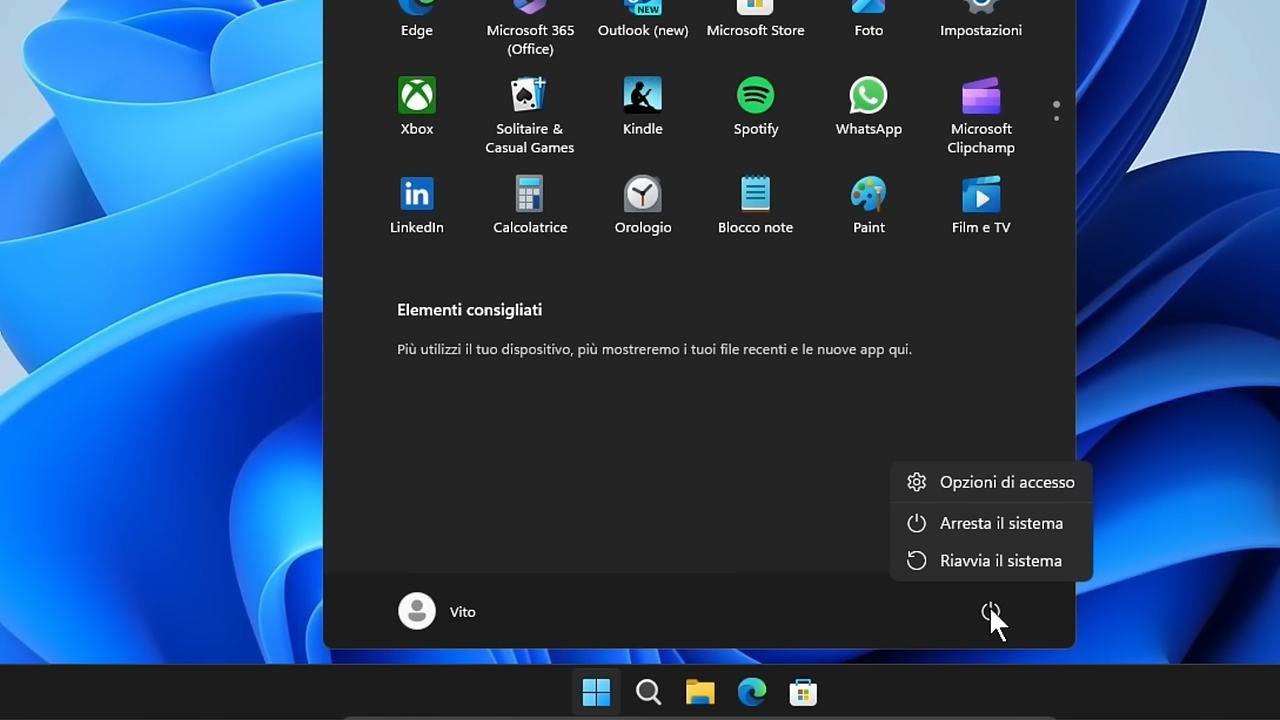 Edge
Microsoft 365
(Office)
NEW
Outlook (new)
Microsoft Store
Foto
Impostazioni
Xbox
Solitaire &
Casual Games
Kindle
Spotify
WhatsApp
Microsoft
Clipchamp
in
LinkedIn
Calcolatrice
Orologio
Blocco note
Paint
Film e TV
Elementi consigliati
Più utilizzi il tuo dispositivo, più mostreremo i tuoi file recenti e le nuove app qui.
Opzioni di accesso
Arresta il sistema
Riavvia il sistema
Vito